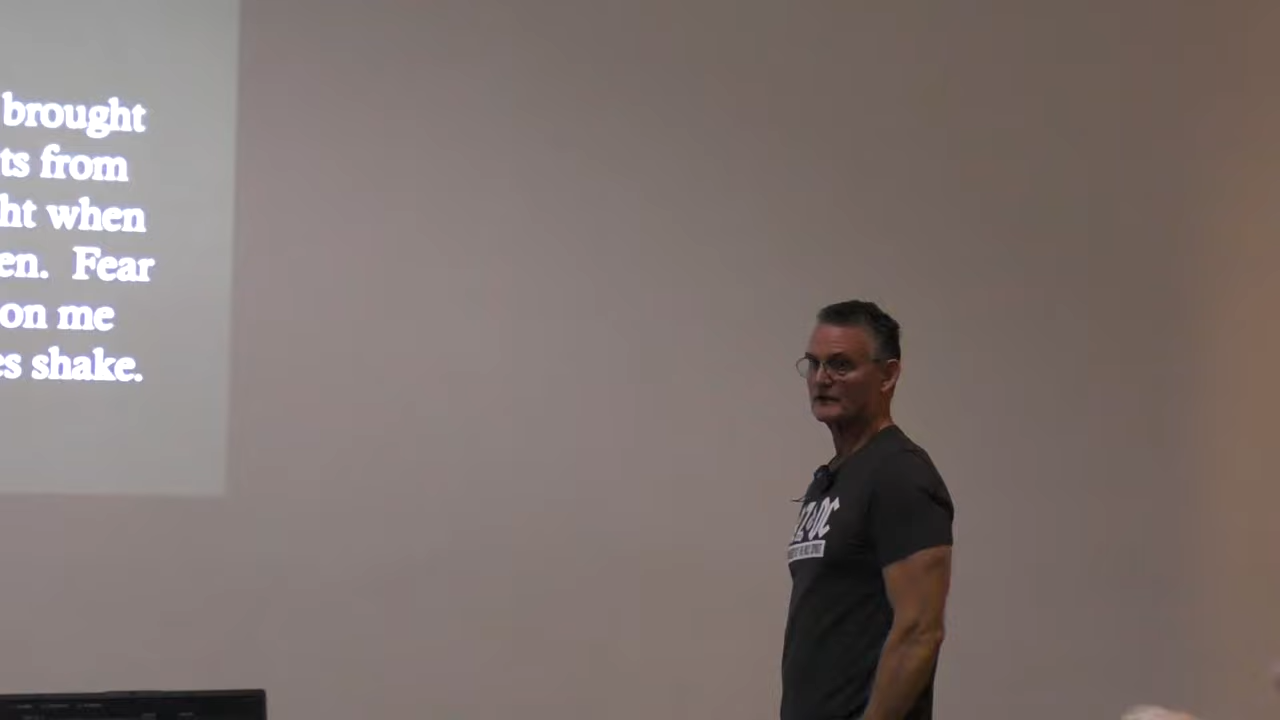 brought
ts from
ht when
en. Fear
on me
es shake.